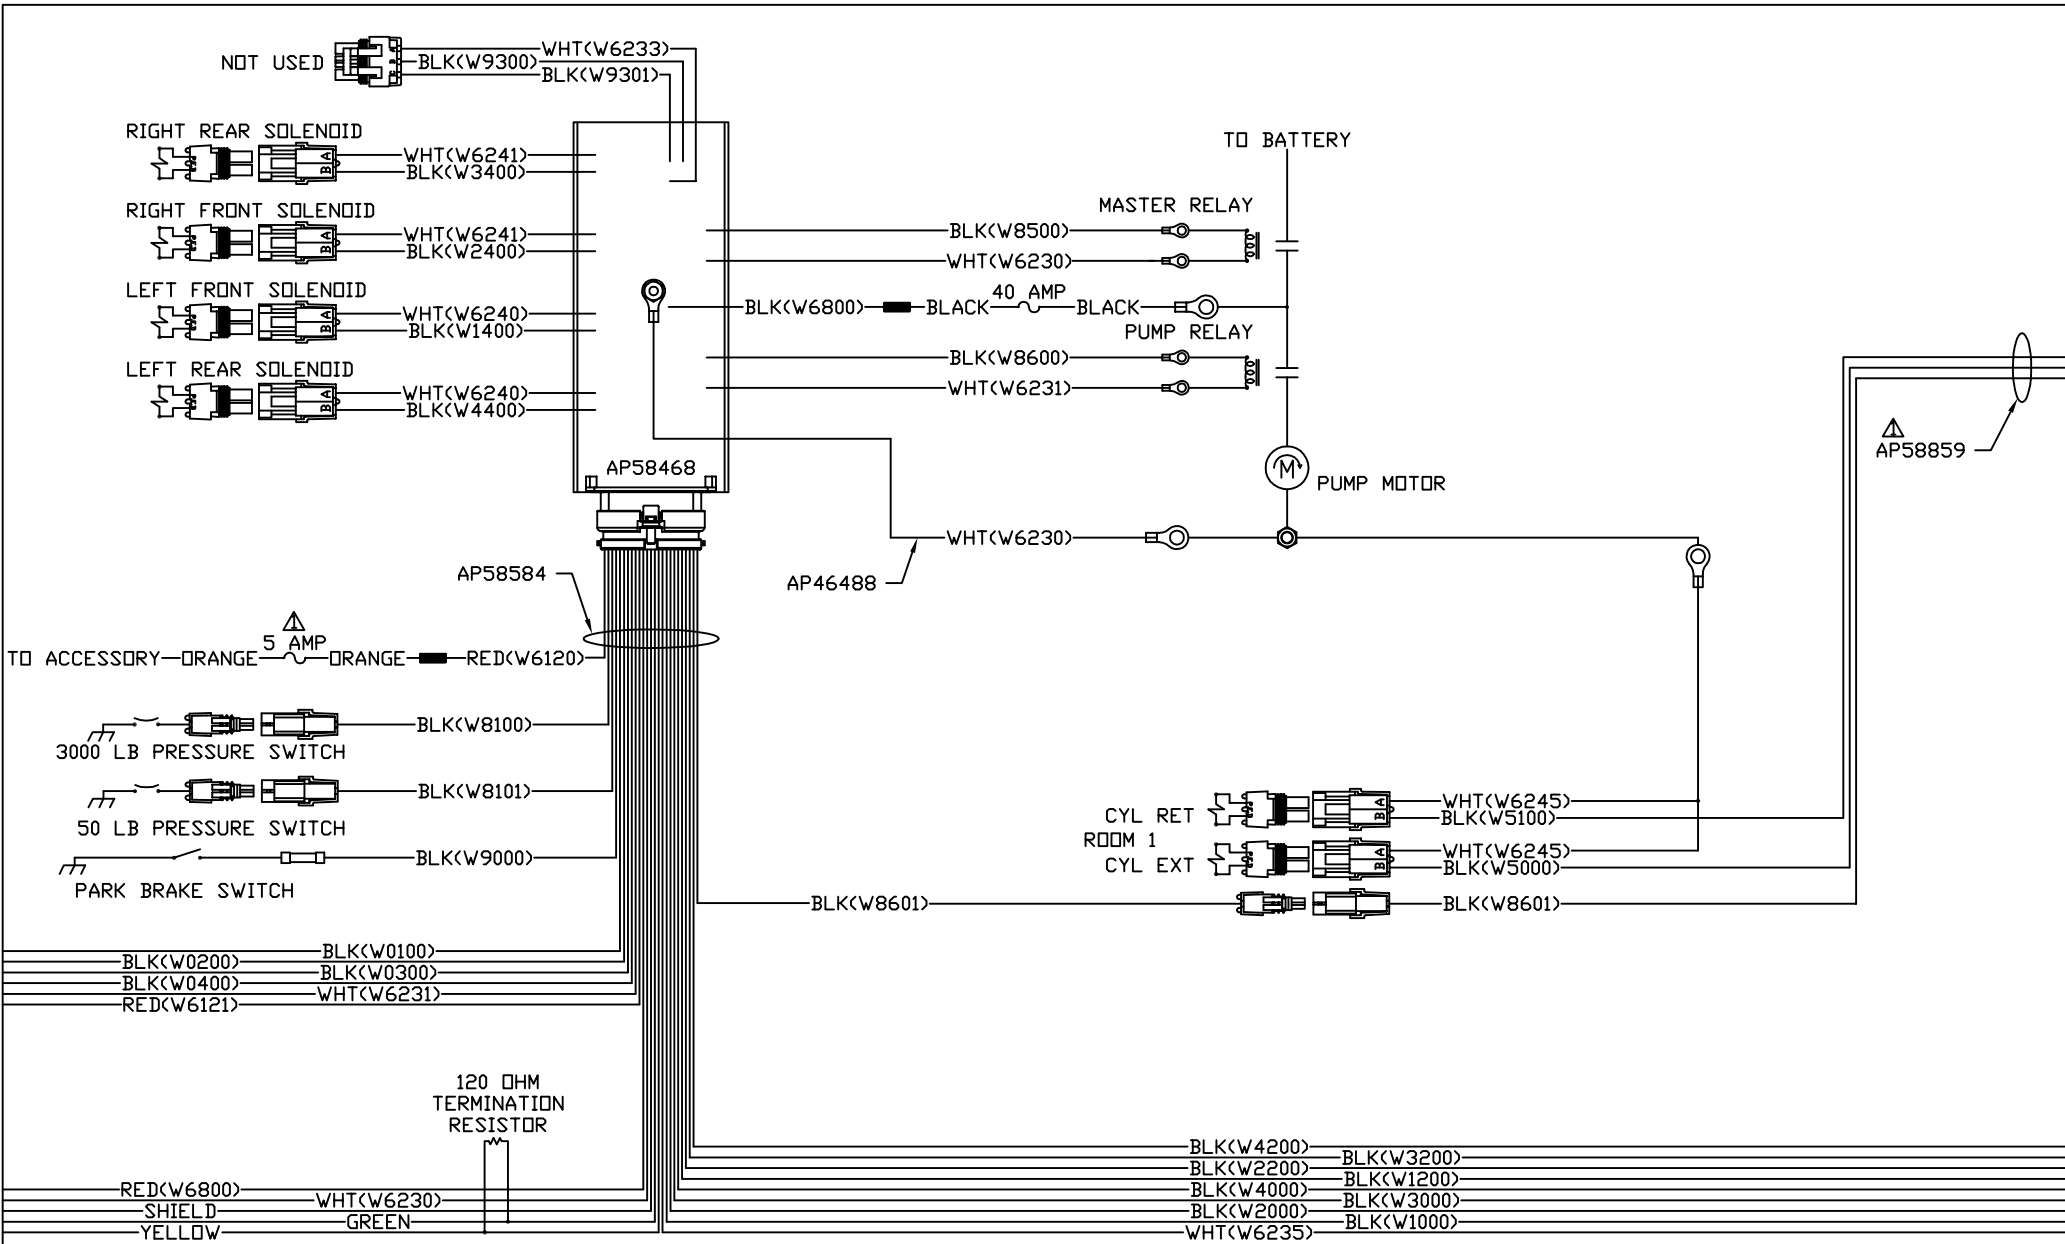 NOT USED
WHT(W6233)
BLK(W9300)
BLK(W9301)
RIGHT REAR SOLENOID
A
B
WHT(W6241)
BLK(W3400)
RIGHT FRONT SOLENOID
A
B
WHT(W6241)
BLK(W2400)
LEFT FRONT SOLENOID
A
B
WHT(W6240)
BLK(W1400)
LEFT REAR SOLENOID
A
B
WHT(W6240)
BLK(W4400)
AP58468
TO BATTERY
MASTER RELAY
BLK(W8500)
WHT(W6230)
BLK(W6800) BLACK 40 AMP BLACK
PUMP RELAY
BLK(W8600)
WHT(W6231)
M
PUMP MOTOR
WHT(W6230)
AP46488
1
AP58859
AP58584
1
TO ACCESSORY ORANGE 5 AMP ORANGE RED(W6120)
BLK(W8100)
3000 LB PRESSURE SWITCH
BLK(W8101)
50 LB PRESSURE SWITCH
BLK(W9000)
PARK BRAKE SWITCH
CYL RET
ROOM 1
CYL EXT
A
B
WHT(W6245)
BLK(W5100)
A
B
WHT(W6245)
BLK(W5000)
BLK(W8601)
BLK(W8601)
BLK(W0100)
BLK(W0200)
BLK(W0300)
BLK(W0400)
WHT(W6231)
RED(W6121)
120 OHM
TERMINATION
RESISTOR
RED(W6800)
WHT(W6230)
SHIELD
GREEN
YELLOW
BLK(W4200)
BLK(W3200)
BLK(W2200)
BLK(W1200)
BLK(W4000)
BLK(W3000)
BLK(W2000)
BLK(W1000)
WHT(W6235)